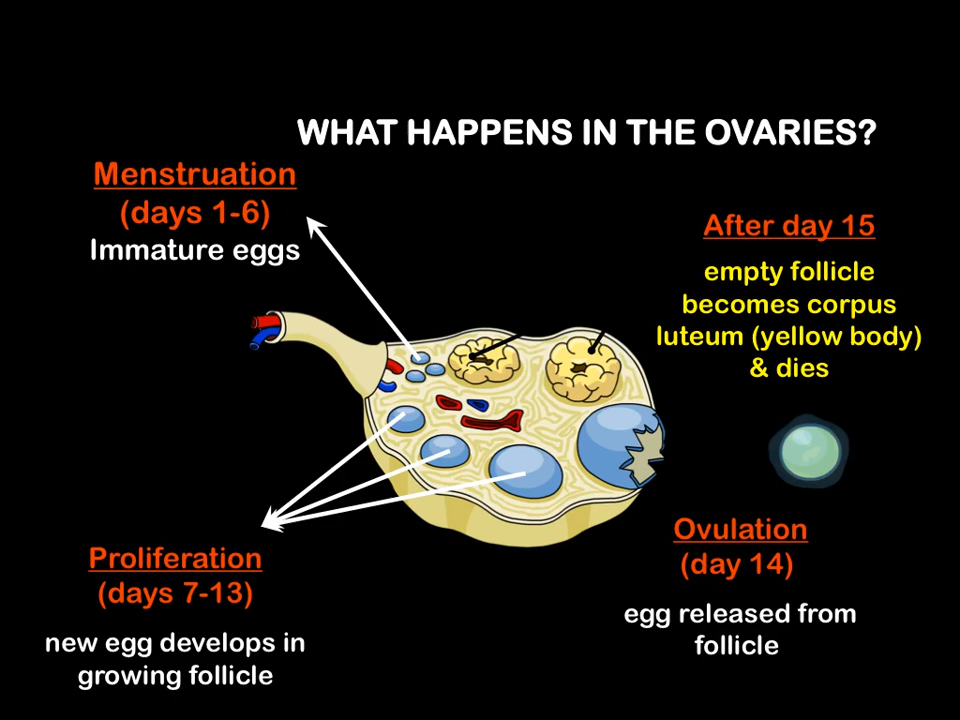 WHAT HAPPENS IN THE OVARIES?
Menstruation
(days 1-6)
Immature eggs
After day 15
empty follicle
becomes corpus
luteum (yellow body)
& dies
Proliferation
(days 7-13)
new egg develops in
growing follicle
Ovulation
(day 14)
egg released from
follicle